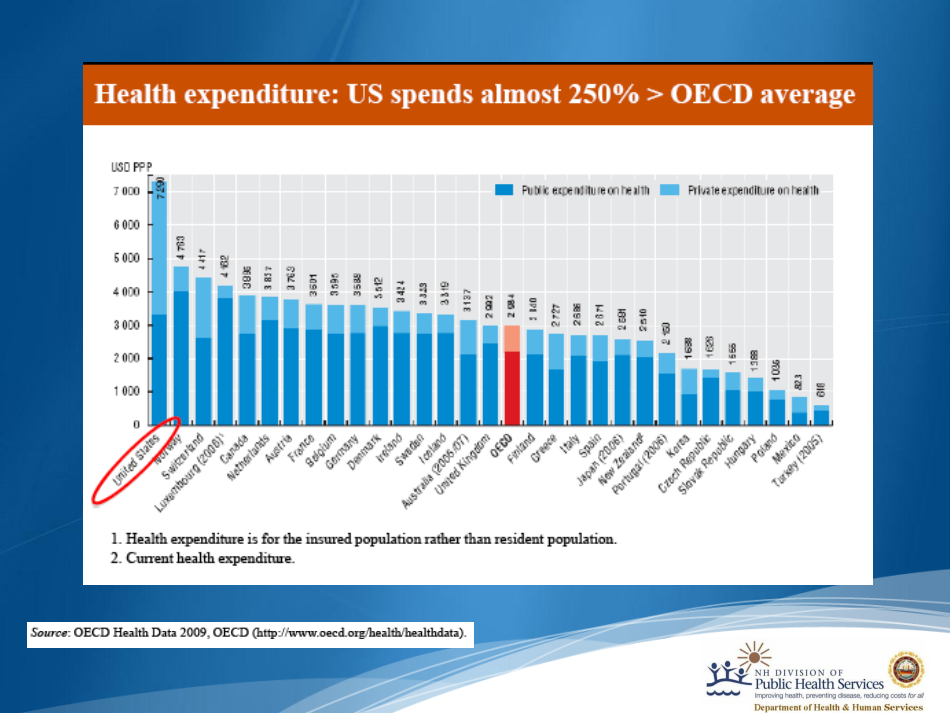 Health expenditure: US spends almost 250% > OECD average
USD PPP
Public expenditure on health
Private expenditure on health
7 000
6 000
5 000
4 000
3 000
2 000
1 000
0
7290
4 763
4 417
4 162
3895
3 837
3 763
3601
3 595
3 588
3 512
3 424
3 323
3 319
3 137
2 992
2 984
2 840
2 727
2 686
2 671
2 581
2 510
2 150
1 688
1 626
1 555
1 388
1 035
823
618
United States
Norway
Switzerland
Luxembourg (2006)¹
Canada
Netherlands
Austria
France
Belgium
Germany
Denmark
Ireland
Sweden
Iceland
Australia (2006/07)
United Kingdom
OECD
Finland
Greece
Italy
Spain
Japan (2006)
New Zealand²
Portugal (2006)
Korea
Czech Republic
Slovak Republic
Hungary
Poland
Mexico
Turkey (2005)
1. Health expenditure is for the insured population rather than resident population.
2. Current health expenditure.
Source: OECD Health Data 2009, OECD (http://www.oecd.org/health/healthdata).
NH DIVISION OF
Public Health Services
Improving health, preventing disease, reducing costs for all
Department of Health & Human Services